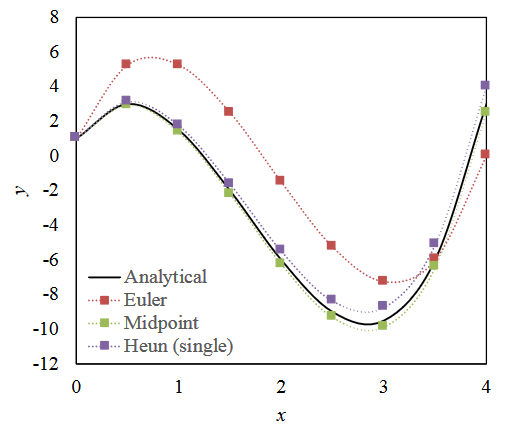 8
6
4
2
0
-2
-4
-6
-8
-10
-12
y
Analytical
Euler
Midpoint
Heun (single)
0 1 2 3 4
x